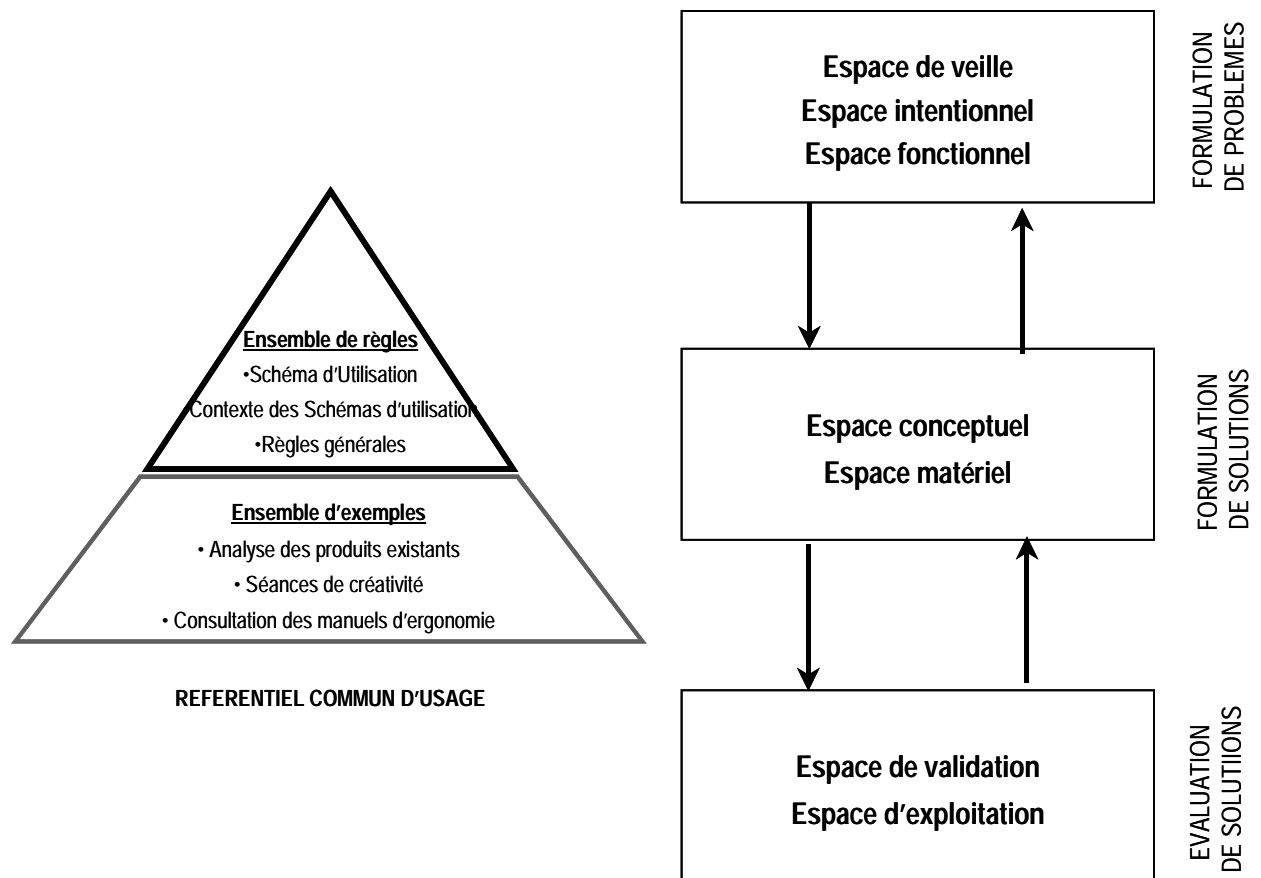 Ensemble de règles
•Schéma d'Utilisation
Contexte des Schémas d'utilisation
•Règles générales
Ensemble d'exemples
• Analyse des produits existants
• Séances de créativité
• Consultation des manuels d'ergonomie
REFERENTIEL COMMUN D'USAGE
Espace de veille
Espace intentionnel
Espace fonctionnel
FORMULATION
DE PROBLEMES
Espace conceptuel
Espace matériel
FORMULATION
DE SOLUTIONS
Espace de validation
Espace d'exploitation
EVALUATION
DE SOLUTIIONS